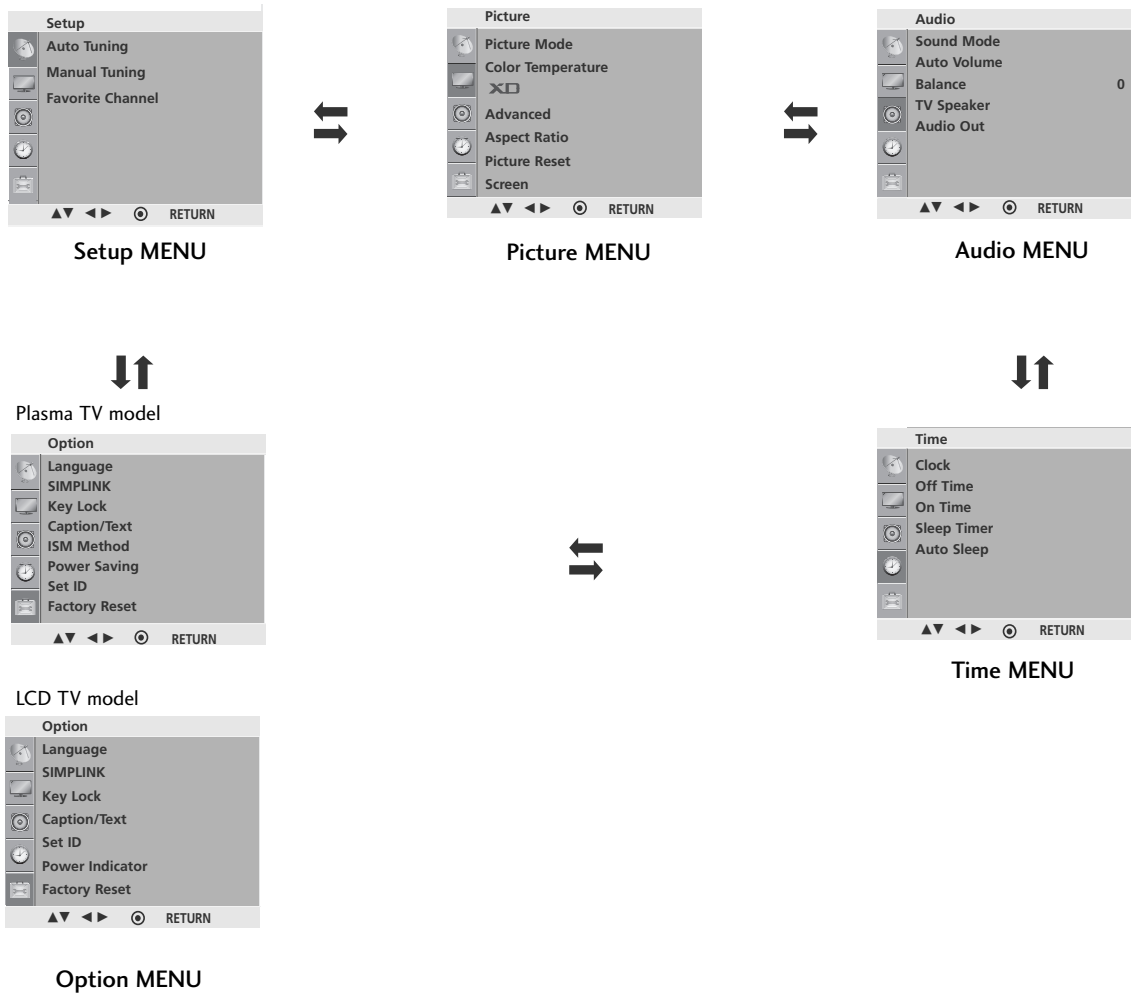 Setup
Auto Tuning
Manual Tuning
Favorite Channel
RETURN
Setup MENU
Picture
Picture Mode
Color Temperature
XD
Advanced
Aspect Ratio
Picture Reset
Screen
RETURN
Picture MENU
Audio
Sound Mode
Auto Volume
Balance 0
TV Speaker
Audio Out
RETURN
Audio MENU
Plasma TV model
Option
Language
SIMPLINK
Key Lock
Caption/Text
ISM Method
Power Saving
Set ID
Factory Reset
RETURN
Time
Clock
Off Time
On Time
Sleep Timer
Auto Sleep
RETURN
Time MENU
LCD TV model
Option
Language
SIMPLINK
Key Lock
Caption/Text
Set ID
Power Indicator
Factory Reset
RETURN
Option MENU